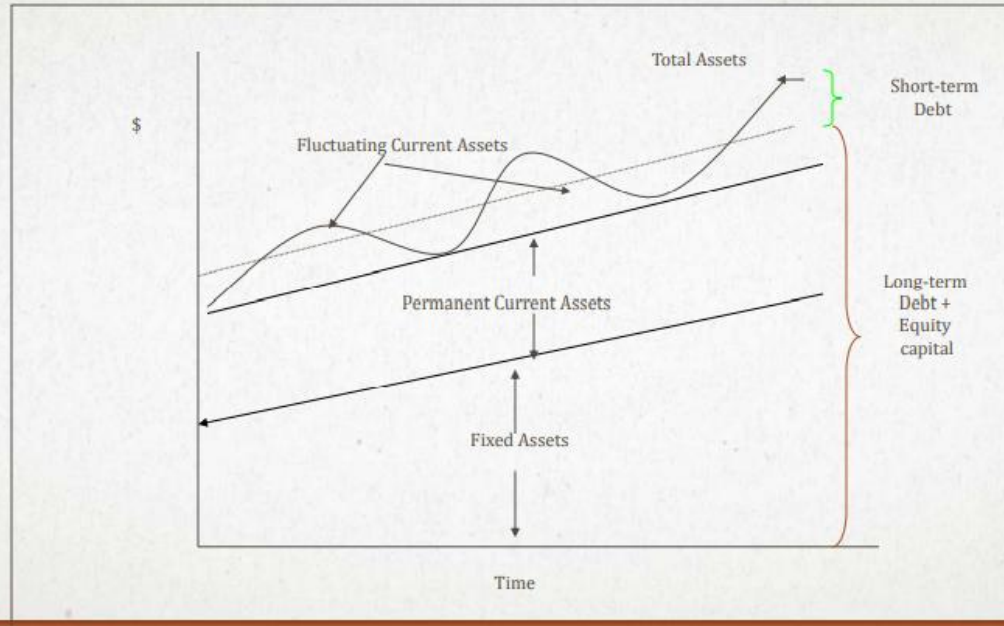 Total Assets
Short-term
Debt
$
Fluctuating Current Assets
Long-term
Debt +
Equity
capital
Permanent Current Assets
Fixed Assets
Time